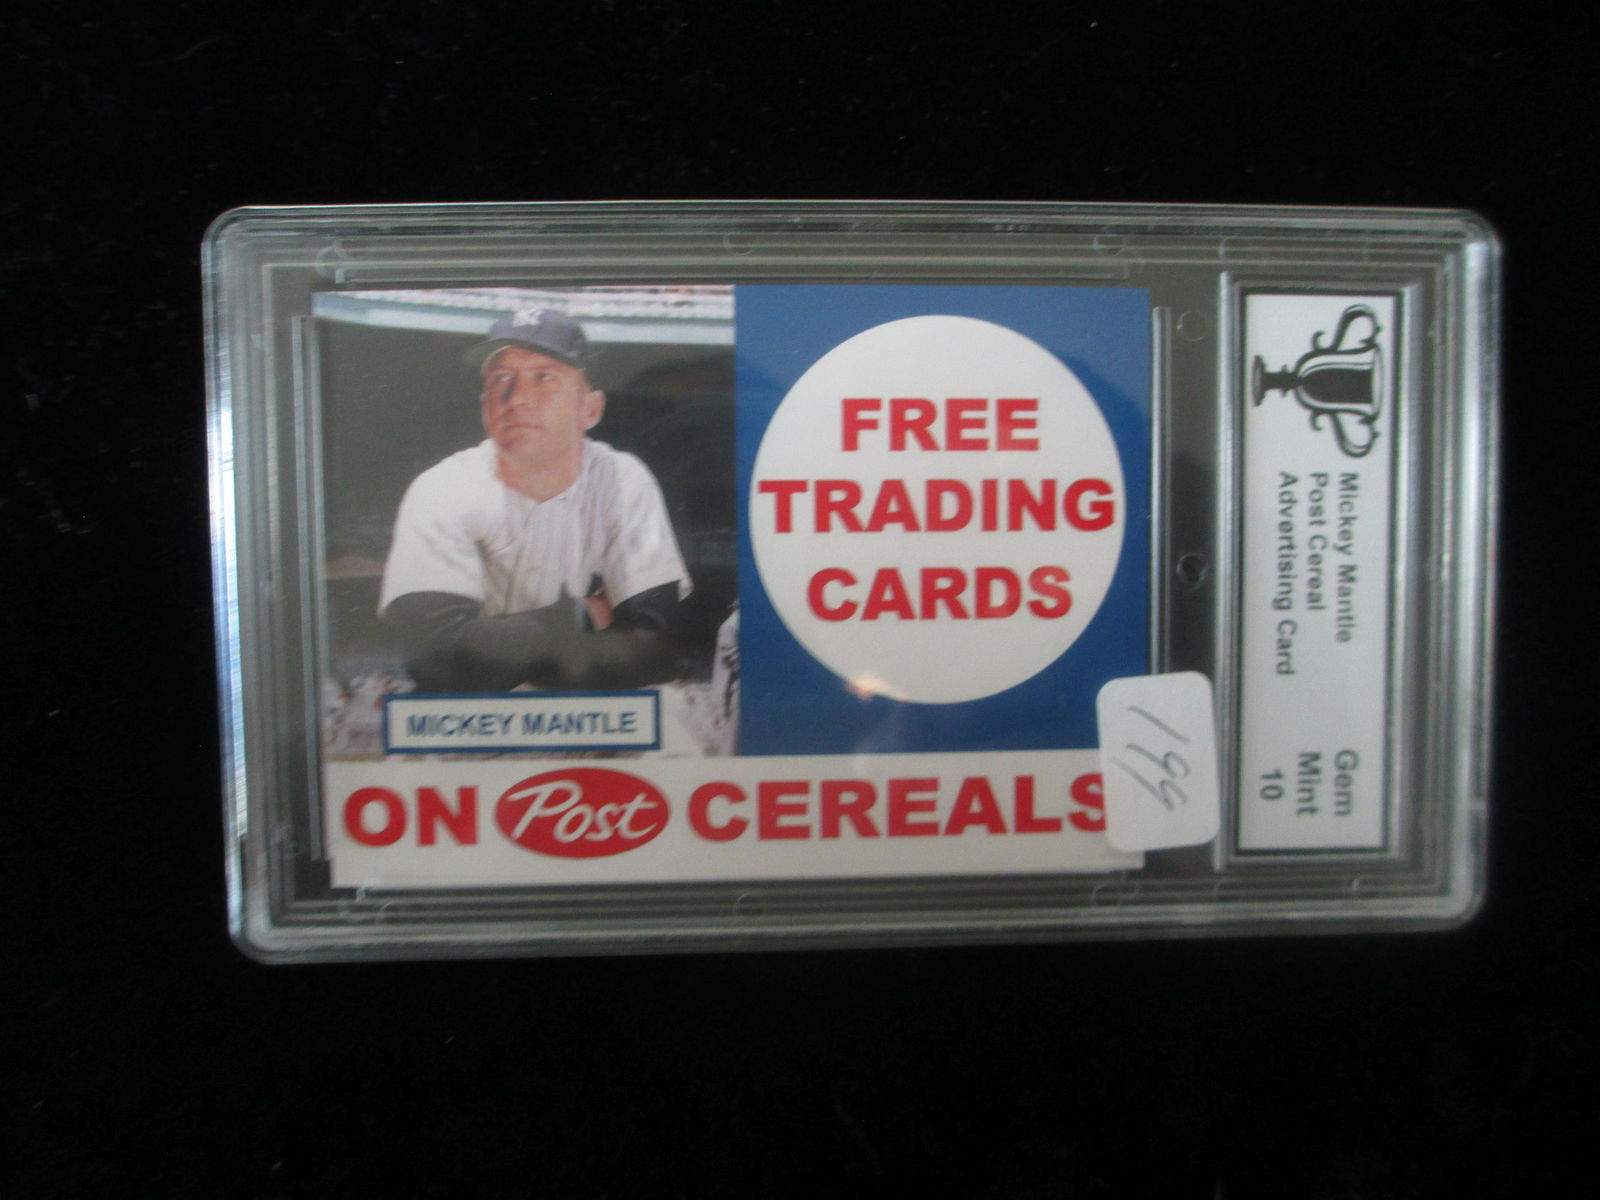 FREE
TRADING
CARDS
MICKEY MANTLE
ON Post CEREALS
Mickey Mantle
Post Cereal
Advertising Card
Gem
Mint
10
199